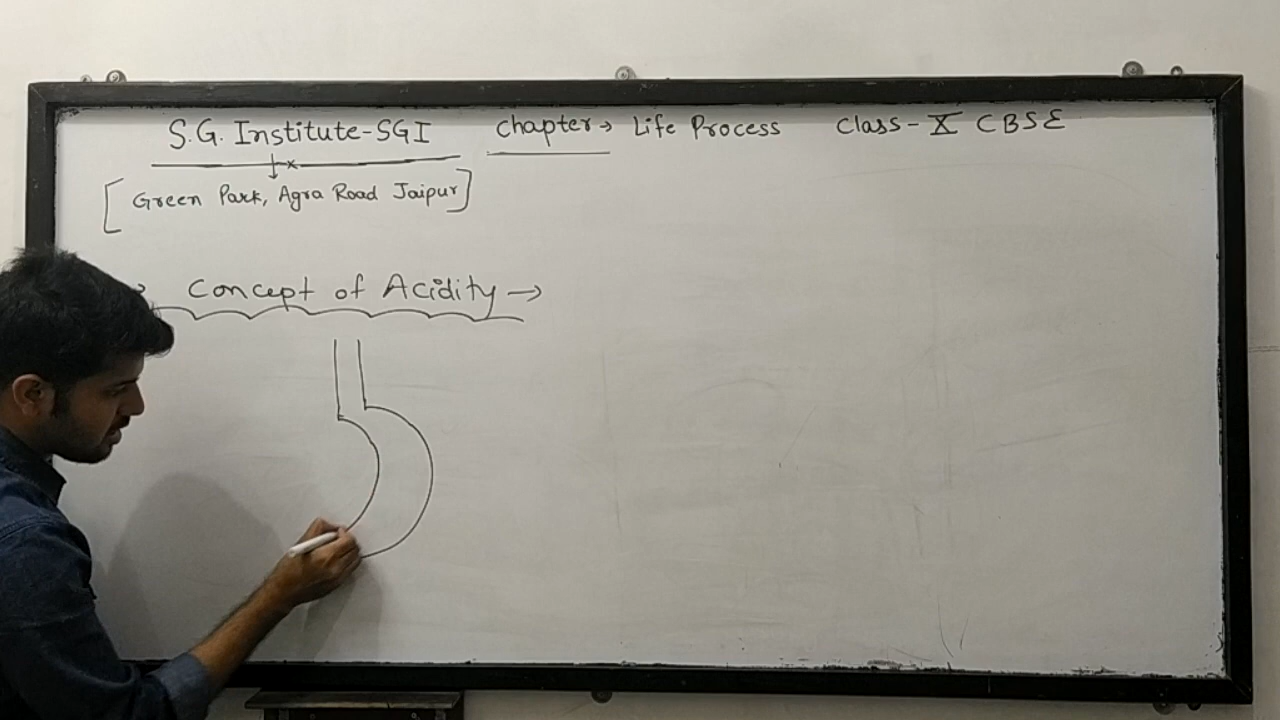 S.G. Institute-SGI Chapter→ Life Process Class-X CBSE
[Green Park, Agra Road Jaipur]
Concept of Acidity →